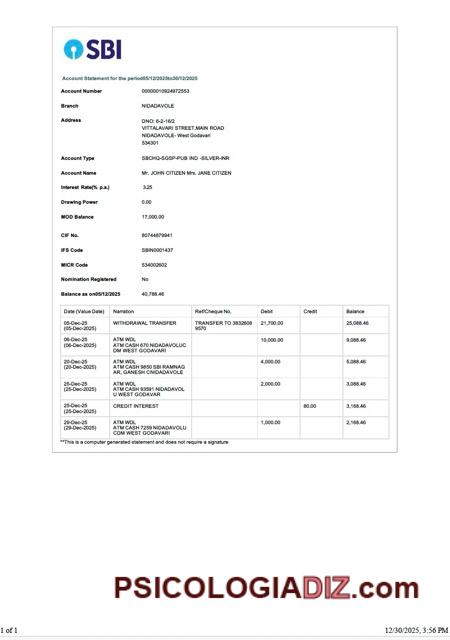 SBI
Account Statement for the period05/12/2025to30/12/2025
Account Number 00000010924972553
Branch NIDADAVOLE
Address DNO: 6-2-16/2
VITTALAVARI STREET,MAIN ROAD
NIDADAVOLE- West Godavari
534301
Account Type SBCHQ-SGSP-PUB IND -SILVER-INR
Account Name Mr. JOHN CITIZEN Mrs. JANE CITIZEN
Interest Rate(% p.a.) 3.25
Drawing Power 0.00
MOD Balance 17,000.00
CIF No. 80744879941
IFS Code SBIN0001437
MICR Code 534002602
Nomination Registered No
Balance as on05/12/2025 40,788.46
Date (Value Date) Narration Ref/Cheque No. Debit Credit Balance
05-Dec-25 WITHDRAWAL TRANSFER TRANSFER TO 3832608 21,700.00 25,088.46
(05-Dec-2025) 9570
06-Dec-25 ATM WDL 10,000.00 9,088.46
(06-Dec-2025) ATM CASH 670 NIDADAVOLUC
DM WEST GODAVARI
20-Dec-25 ATM WDL 4,000.00 5,088.46
(20-Dec-2025) ATM CASH 9850 SBI RAMNAG
AR, GANESH CNIDADAVOLE
25-Dec-25 ATM WDL 2,000.00 3,088.46
(25-Dec-2025) ATM CASH 93591 NIDADAVOL
U WEST GODAVAR
25-Dec-25 CREDIT INTEREST 80.00 3,168.46
(25-Dec-2025)
29-Dec-25 ATM WDL 1,000.00 2,168.46
(29-Dec-2025) ATM CASH 7259 NIDADAVOLU
CDM WEST GODAVARI
**This is a computer generated statement and does not require a signature
PSICOLOGIADIZ.com
1 of 1 12/30/2025, 3:56 PM